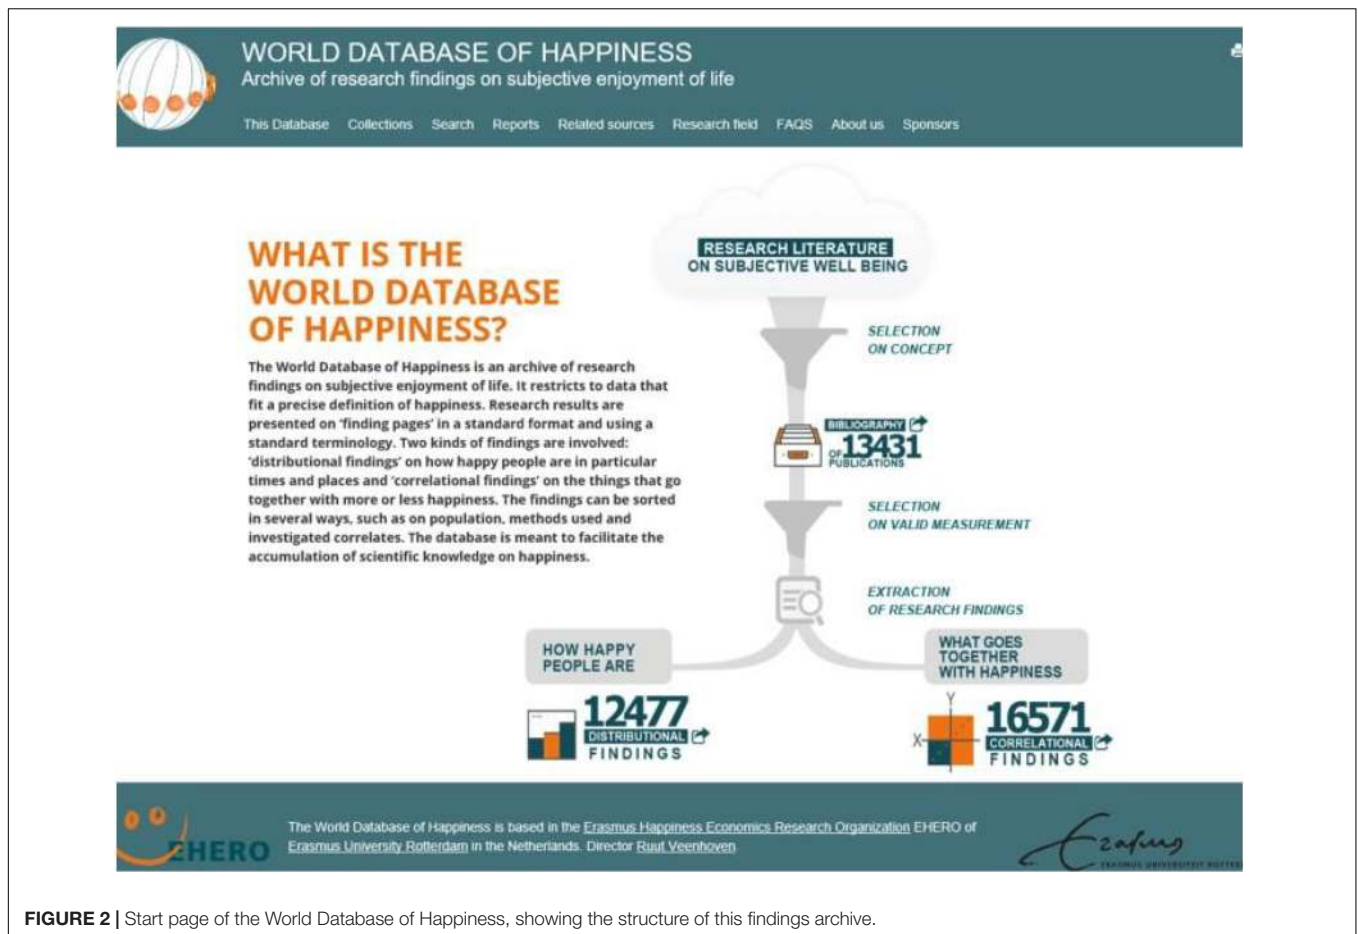 WORLD DATABASE OF HAPPINESS
Archive of research findings on subjective enjoyment of life
This Database Collections Search Reports Related sources Research field FAQS About us Sponsors
WHAT IS THE
WORLD DATABASE
OF HAPPINESS?
The World Database of Happiness is an archive of research
findings on subjective enjoyment of life. It restricts to data that
fit a precise definition of happiness. Research results are
presented on 'finding pages' in a standard format and using a
standard terminology. Two kinds of findings are involved:
'distributional findings' on how happy people are in particular
times and places and 'correlational findings' on the things that go
together with more or less happiness. The findings can be sorted
in several ways, such as on population, methods used and
investigated correlates. The database is meant to facilitate the
accumulation of scientific knowledge on happiness.
RESEARCH LITERATURE
ON SUBJECTIVE WELL BEING
SELECTION
ON CONCEPT
BIBLIOGRAPHY
OF 13431
PUBLICATIONS
SELECTION
ON VALID MEASUREMENT
EXTRACTION
OF RESEARCH FINDINGS
HOW HAPPY
PEOPLE ARE
12477
DISTRIBUTIONAL
FINDINGS
WHAT GOES
TOGETHER
WITH HAPPINESS
Y
X
16571
CORRELATIONAL
FINDINGS
EHERO
The World Database of Happiness is based in the Erasmus Happiness Economics Research Organization EHERO of
Erasmus University Rotterdam in the Netherlands. Director Ruut Veenhoven
Erasmus
ERASMUS UNIVERSITEIT ROTTE
FIGURE 2 | Start page of the World Database of Happiness, showing the structure of this findings archive.